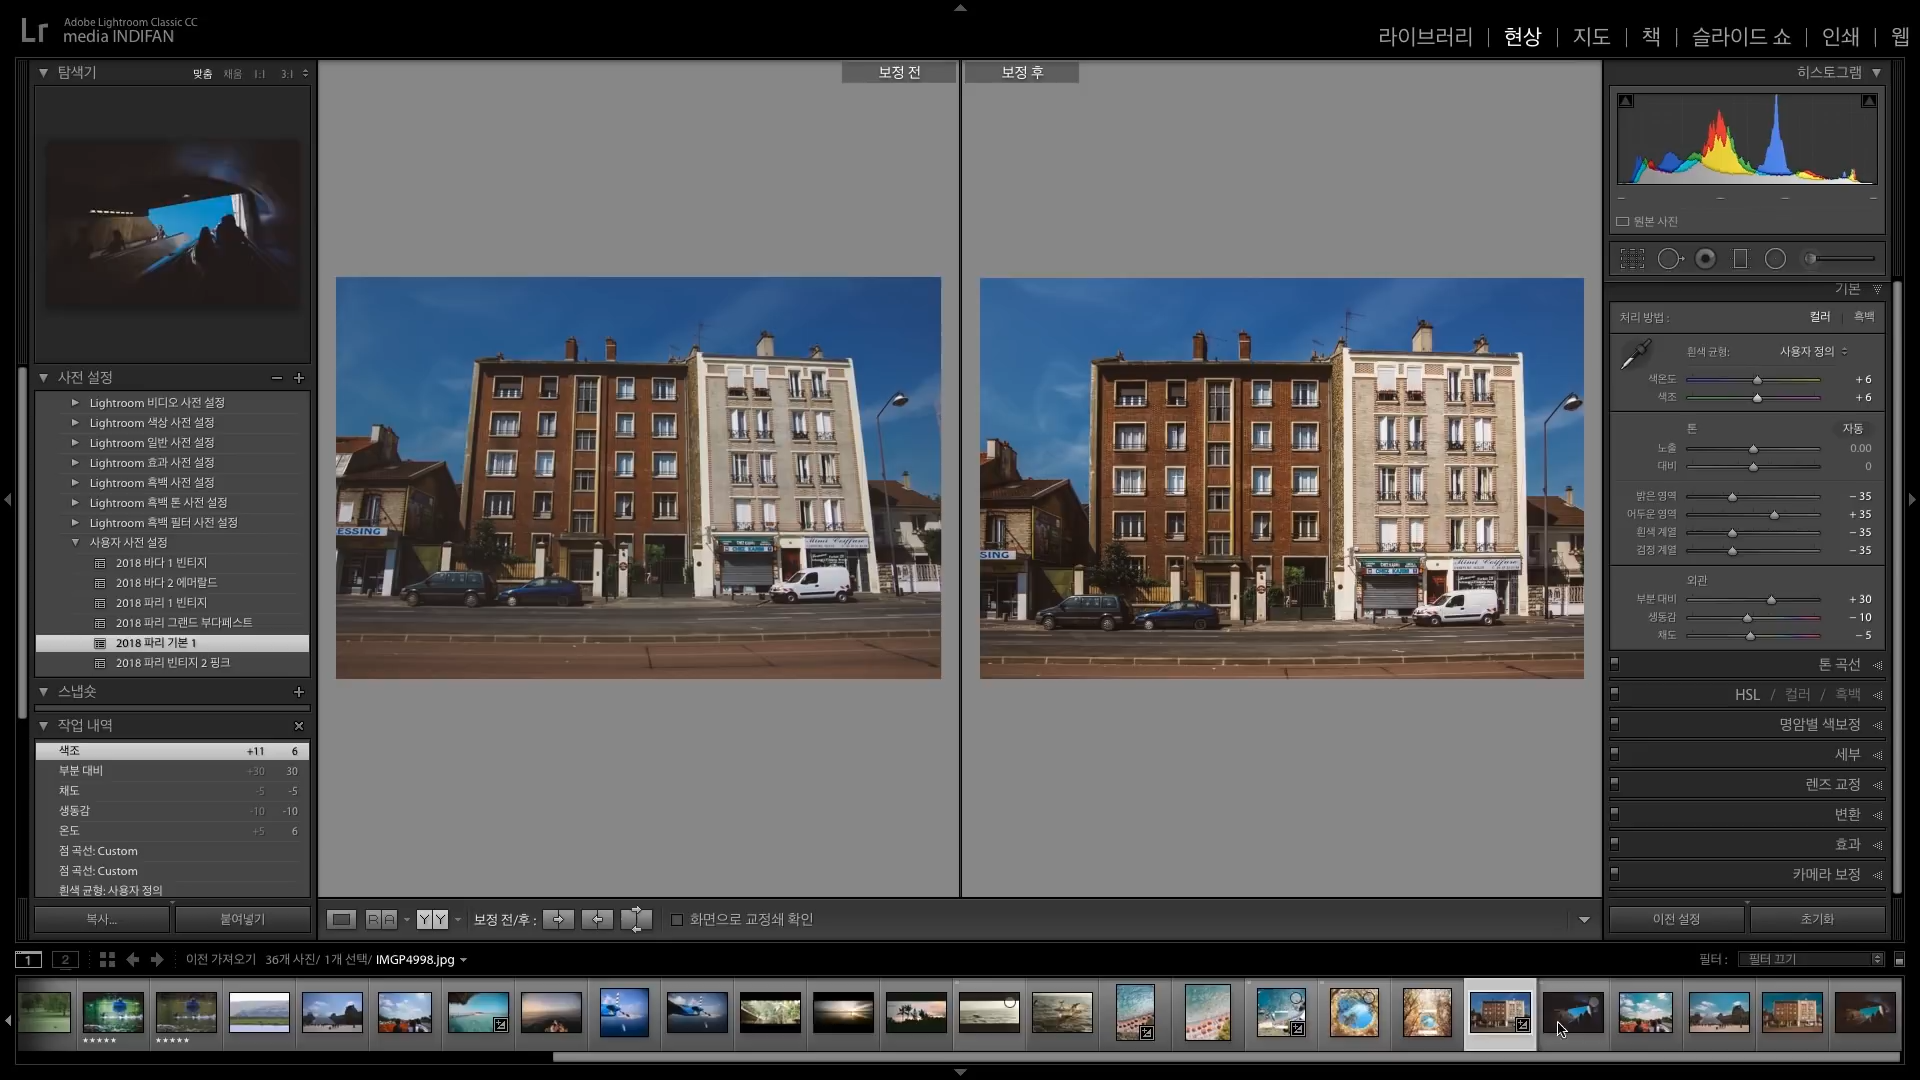 Lr
Adobe Lightroom Classic CC
media INDIFAN
라이브러리 | 현상 | 지도 | 책 | 슬라이드 쇼 | 인쇄 | 웹
탐색기 맞춤 채움 1:1 3:1
사전 설정
Lightroom 비디오 사전 설정
Lightroom 색상 사전 설정
Lightroom 일반 사전 설정
Lightroom 효과 사전 설정
Lightroom 흑백 사전 설정
Lightroom 흑백 톤 사전 설정
Lightroom 흑백 필터 사전 설정
사용자 사전 설정
2018 바다 1 빈티지
2018 바다 2 에머랄드
2018 파리 1 빈티지
2018 파리 그랜드 부다페스트
2018 파리 기본 1
2018 파리 빈티지 2 핑크
스냅숏
작업 내역
색조 +11 6
부분 대비 +30 30
채도 -5 -5
생동감 -10 -10
온도 +5 6
점 곡선: Custom
점 곡선: Custom
흰색 균형: 사용자 정의
복사...
붙여넣기
보정 전
보정 후
ESSING
Mimi Coiffure
SING
Mimi Coiffure
RA
YY
보정 전/후 :
화면으로 교정쇄 확인
히스토그램
원본 사진
기본
처리 방법 : 컬러 | 흑백
흰색 균형: 사용자 정의
색온도 + 6
색조 + 6
톤 자동
노출 0.00
대비 0
밝은 영역 − 35
어두운 영역 + 35
흰색 계열 − 35
검정 계열 − 35
외관
부분 대비 + 30
생동감 − 10
채도 − 5
톤 곡선
HSL / 컬러 / 흑백
명암별 색보정
세부
렌즈 교정
변환
효과
카메라 보정
이전 설정
초기화
1
2
이전 가져오기 36개 사진/ 1개 선택/ IMGP4998.jpg
필터 : 필터 끄기